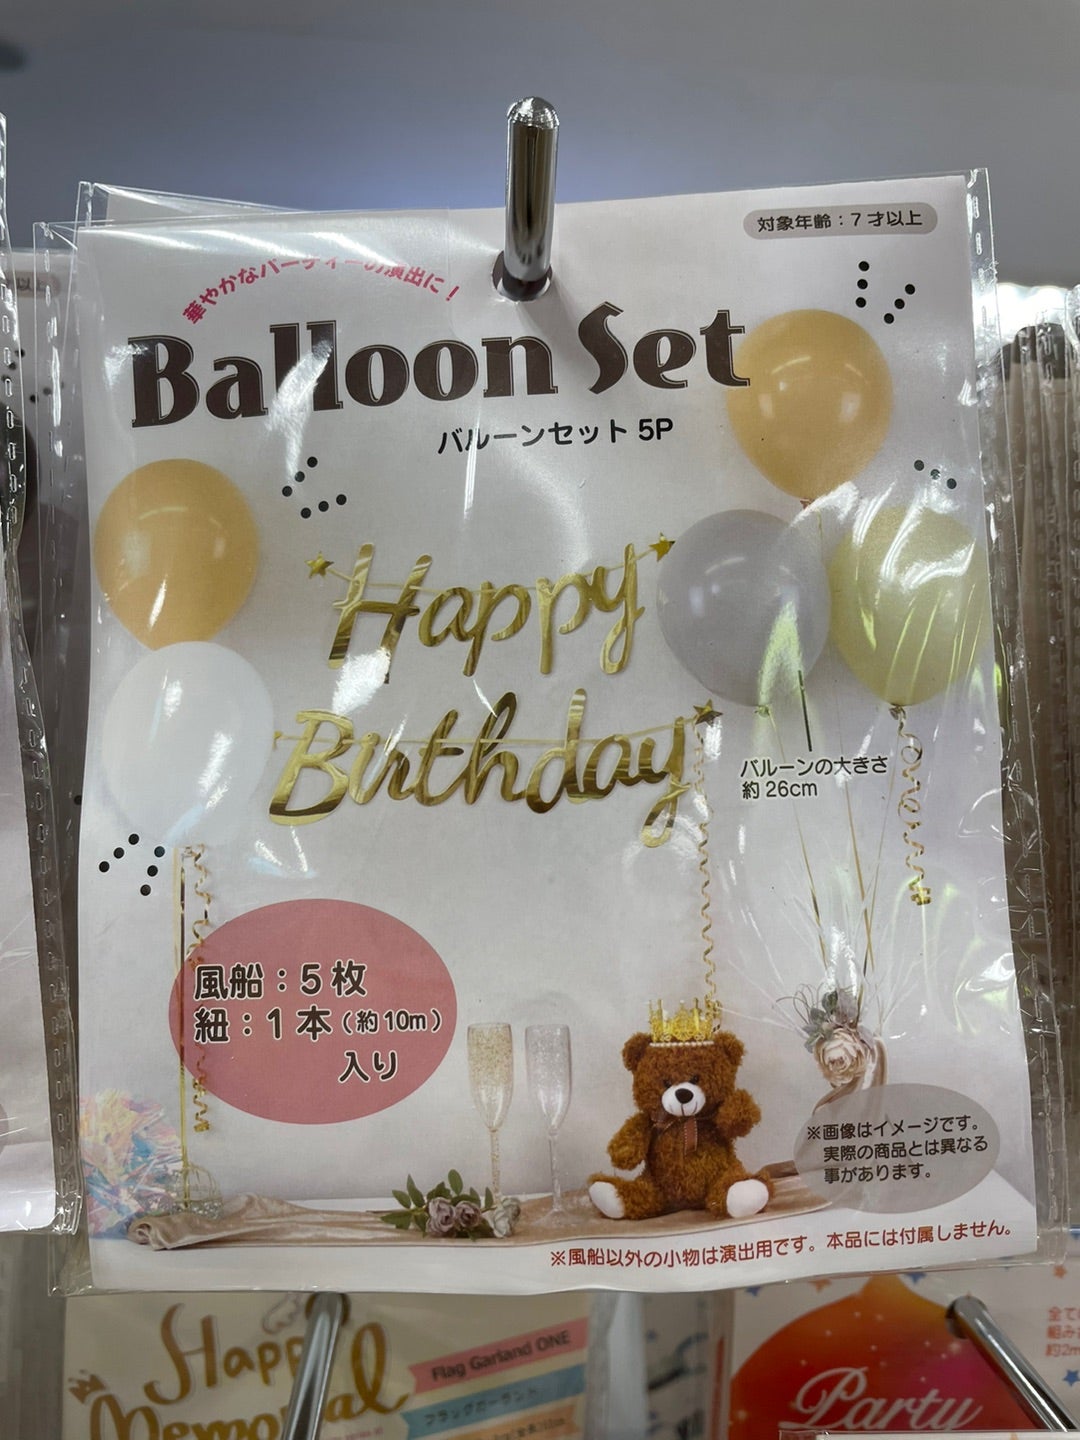 対象年齢：7才以上
華やかなパーティーの演出に！
Balloon Set
バルーンセット 5P
Happy
Birthday
バルーンの大きさ
約26cm
風船：5枚
紐：1本（約10m）
入り
※画像はイメージです。
実際の商品とは異なる
事があります。
※風船以外の小物は演出用です。本品には付属しません。
Happy
Memorial
Flag Garland ONE
フラッグガーランド
Party